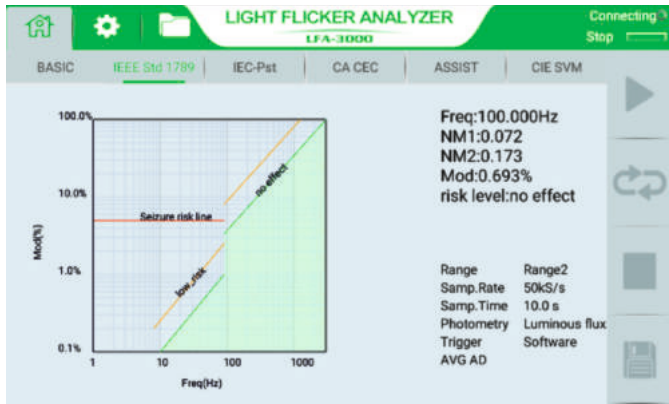 LIGHT FLICKER ANALYZER
LFA-3000
Connecting
Stop
BASIC
IEEE Std 1789
IEC-Pst
CA CEC
ASSIST
CIE SVM
100.0%
10.0%
1.0%
0.1%
Mod(%)
Seizure risk line
low_risk
no effect
1
10
100
1000
Freq(Hz)
Freq:100.000Hz
NM1:0.072
NM2:0.173
Mod:0.693%
risk level:no effect
Range Range2
Samp.Rate 50kS/s
Samp.Time 10.0 s
Photometry Luminous flux
Trigger Software
AVG AD